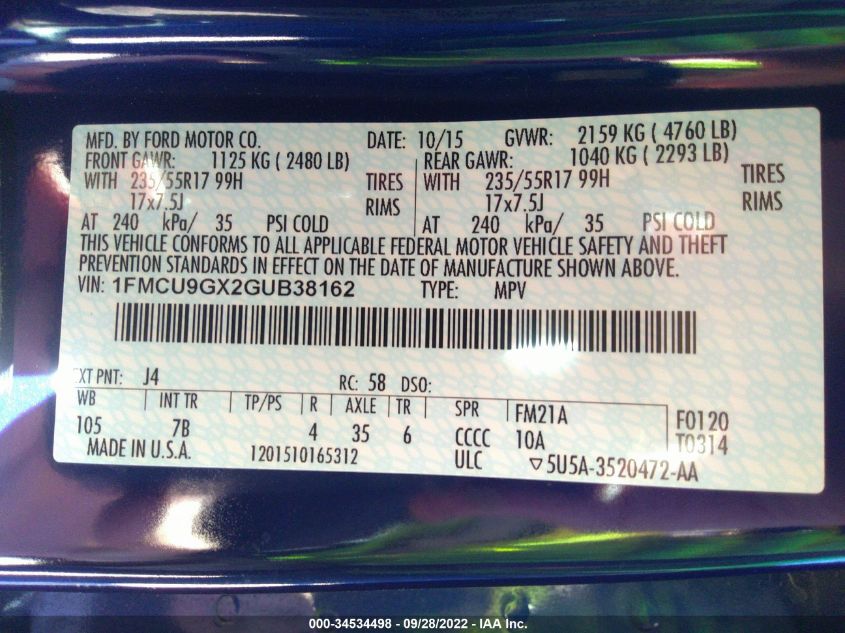 MFD. BY FORD MOTOR CO. DATE: 10/15 GVWR: 2159 KG ( 4760 LB)
FRONT GAWR: 1125 KG ( 2480 LB) REAR GAWR: 1040 KG ( 2293 LB)
WITH 235/55R17 99H TIRES WITH 235/55R17 99H TIRES
17x7.5J RIMS 17x7.5J RIMS
AT 240 kPa/ 35 PSI COLD AT 240 kPa/ 35 PSI COLD
THIS VEHICLE CONFORMS TO ALL APPLICABLE FEDERAL MOTOR VEHICLE SAFETY AND THEFT
PREVENTION STANDARDS IN EFFECT ON THE DATE OF MANUFACTURE SHOWN ABOVE.
VIN: 1FMCU9GX2GUB38162 TYPE: MPV
EXT PNT: J4 RC: 58 DSO:
WB INT TR TP/PS R AXLE TR SPR FM21A F0120
105 7B 4 35 6 CCCC 10A T0314
MADE IN U.S.A. 1201510165312 ULC ▽5U5A-3520472-AA
000-34534498 - 09/28/2022 - IAA Inc.